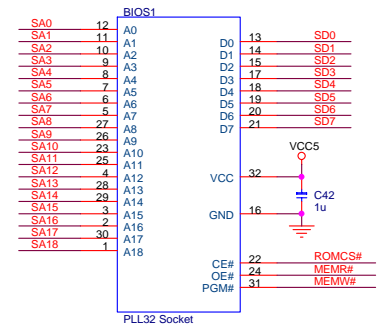 BIOS1
SA0 12 A0
SA1 11 A1
SA2 10 A2
SA3 9 A3
SA4 8 A4
SA5 7 A5
SA6 6 A6
SA7 5 A7
SA8 27 A8
SA9 26 A9
SA10 23 A10
SA11 25 A11
SA12 4 A12
SA13 28 A13
SA14 29 A14
SA15 3 A15
SA16 2 A16
SA17 30 A17
SA18 1 A18
D0 13 SD0
D1 14 SD1
D2 15 SD2
D3 17 SD3
D4 18 SD4
D5 19 SD5
D6 20 SD6
D7 21 SD7
VCC5
VCC 32
C42
1u
GND 16
CE# 22 ROMCS#
OE# 24 MEMR#
PGM# 31 MEMW#
PLL32 Socket